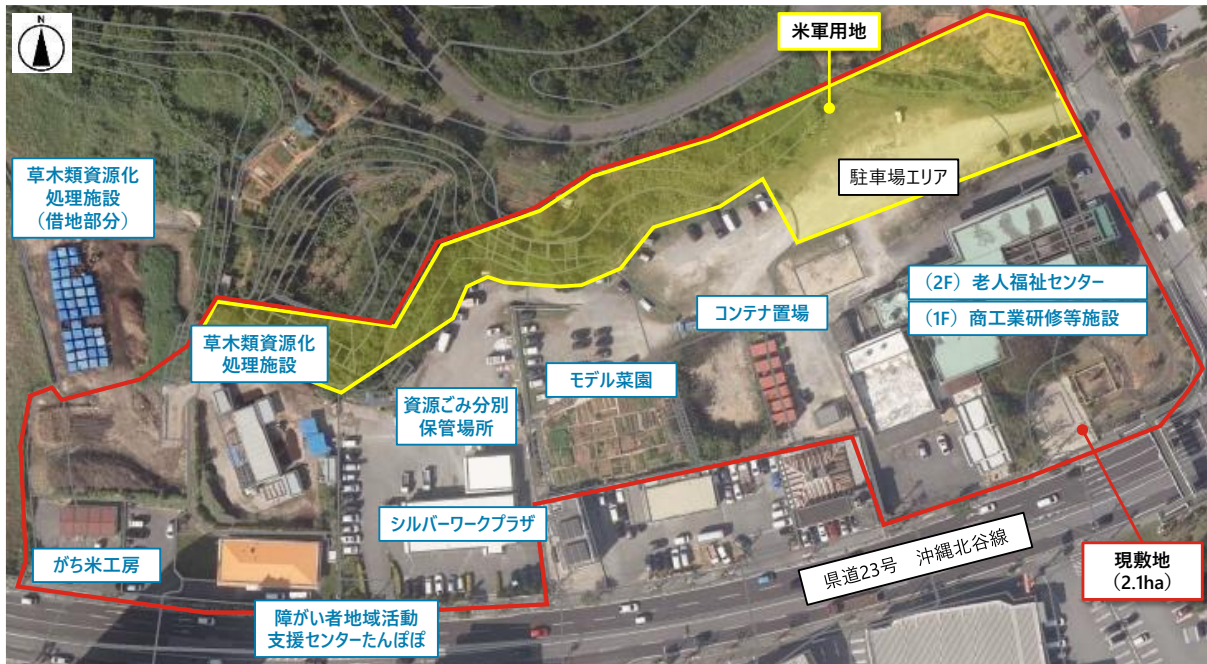 N
米軍用地
駐車場エリア
草木類資源化
処理施設
（借地部分）
（2F）老人福祉センター
（1F）商工業研修等施設
コンテナ置場
草木類資源化
処理施設
モデル菜園
資源ごみ分別
保管場所
シルバーワークプラザ
県道23号　沖縄北谷線
現敷地
（2.1ha）
がち米工房
障がい者地域活動
支援センターたんぽぽ